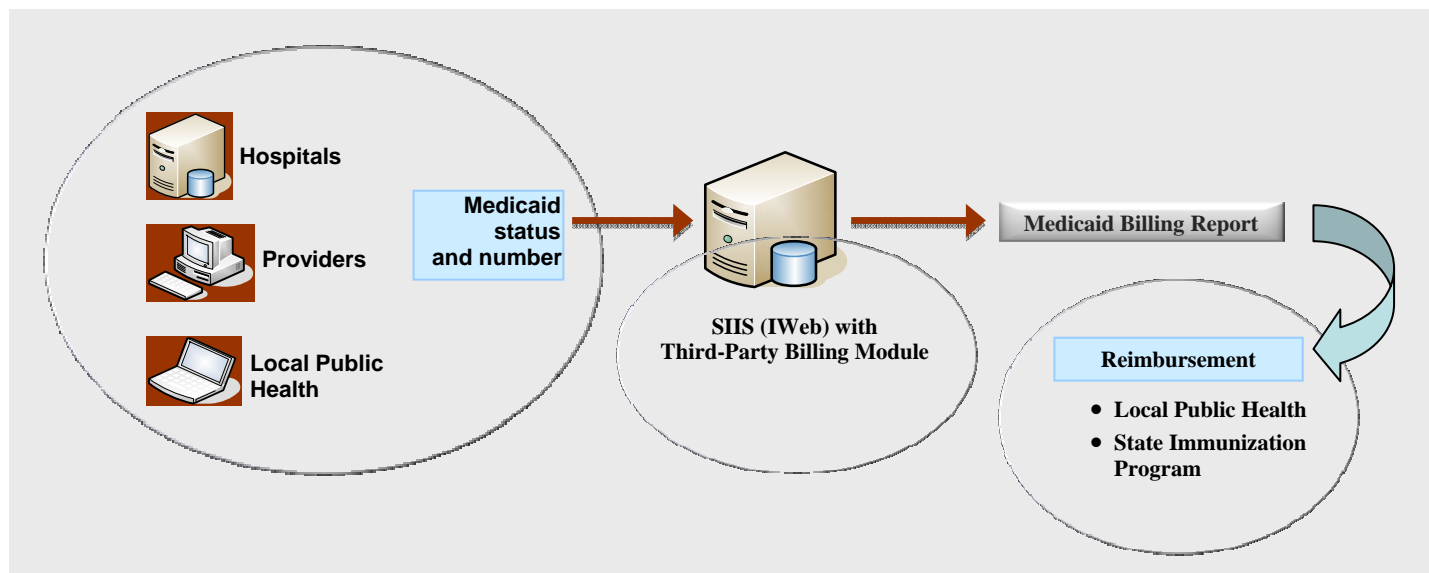 Hospitals
Providers
Local Public
Health
Medicaid
status
and number
SIIS (IWeb) with
Third-Party Billing Module
Medicaid Billing Report
Reimbursement
• Local Public Health
• State Immunization
Program